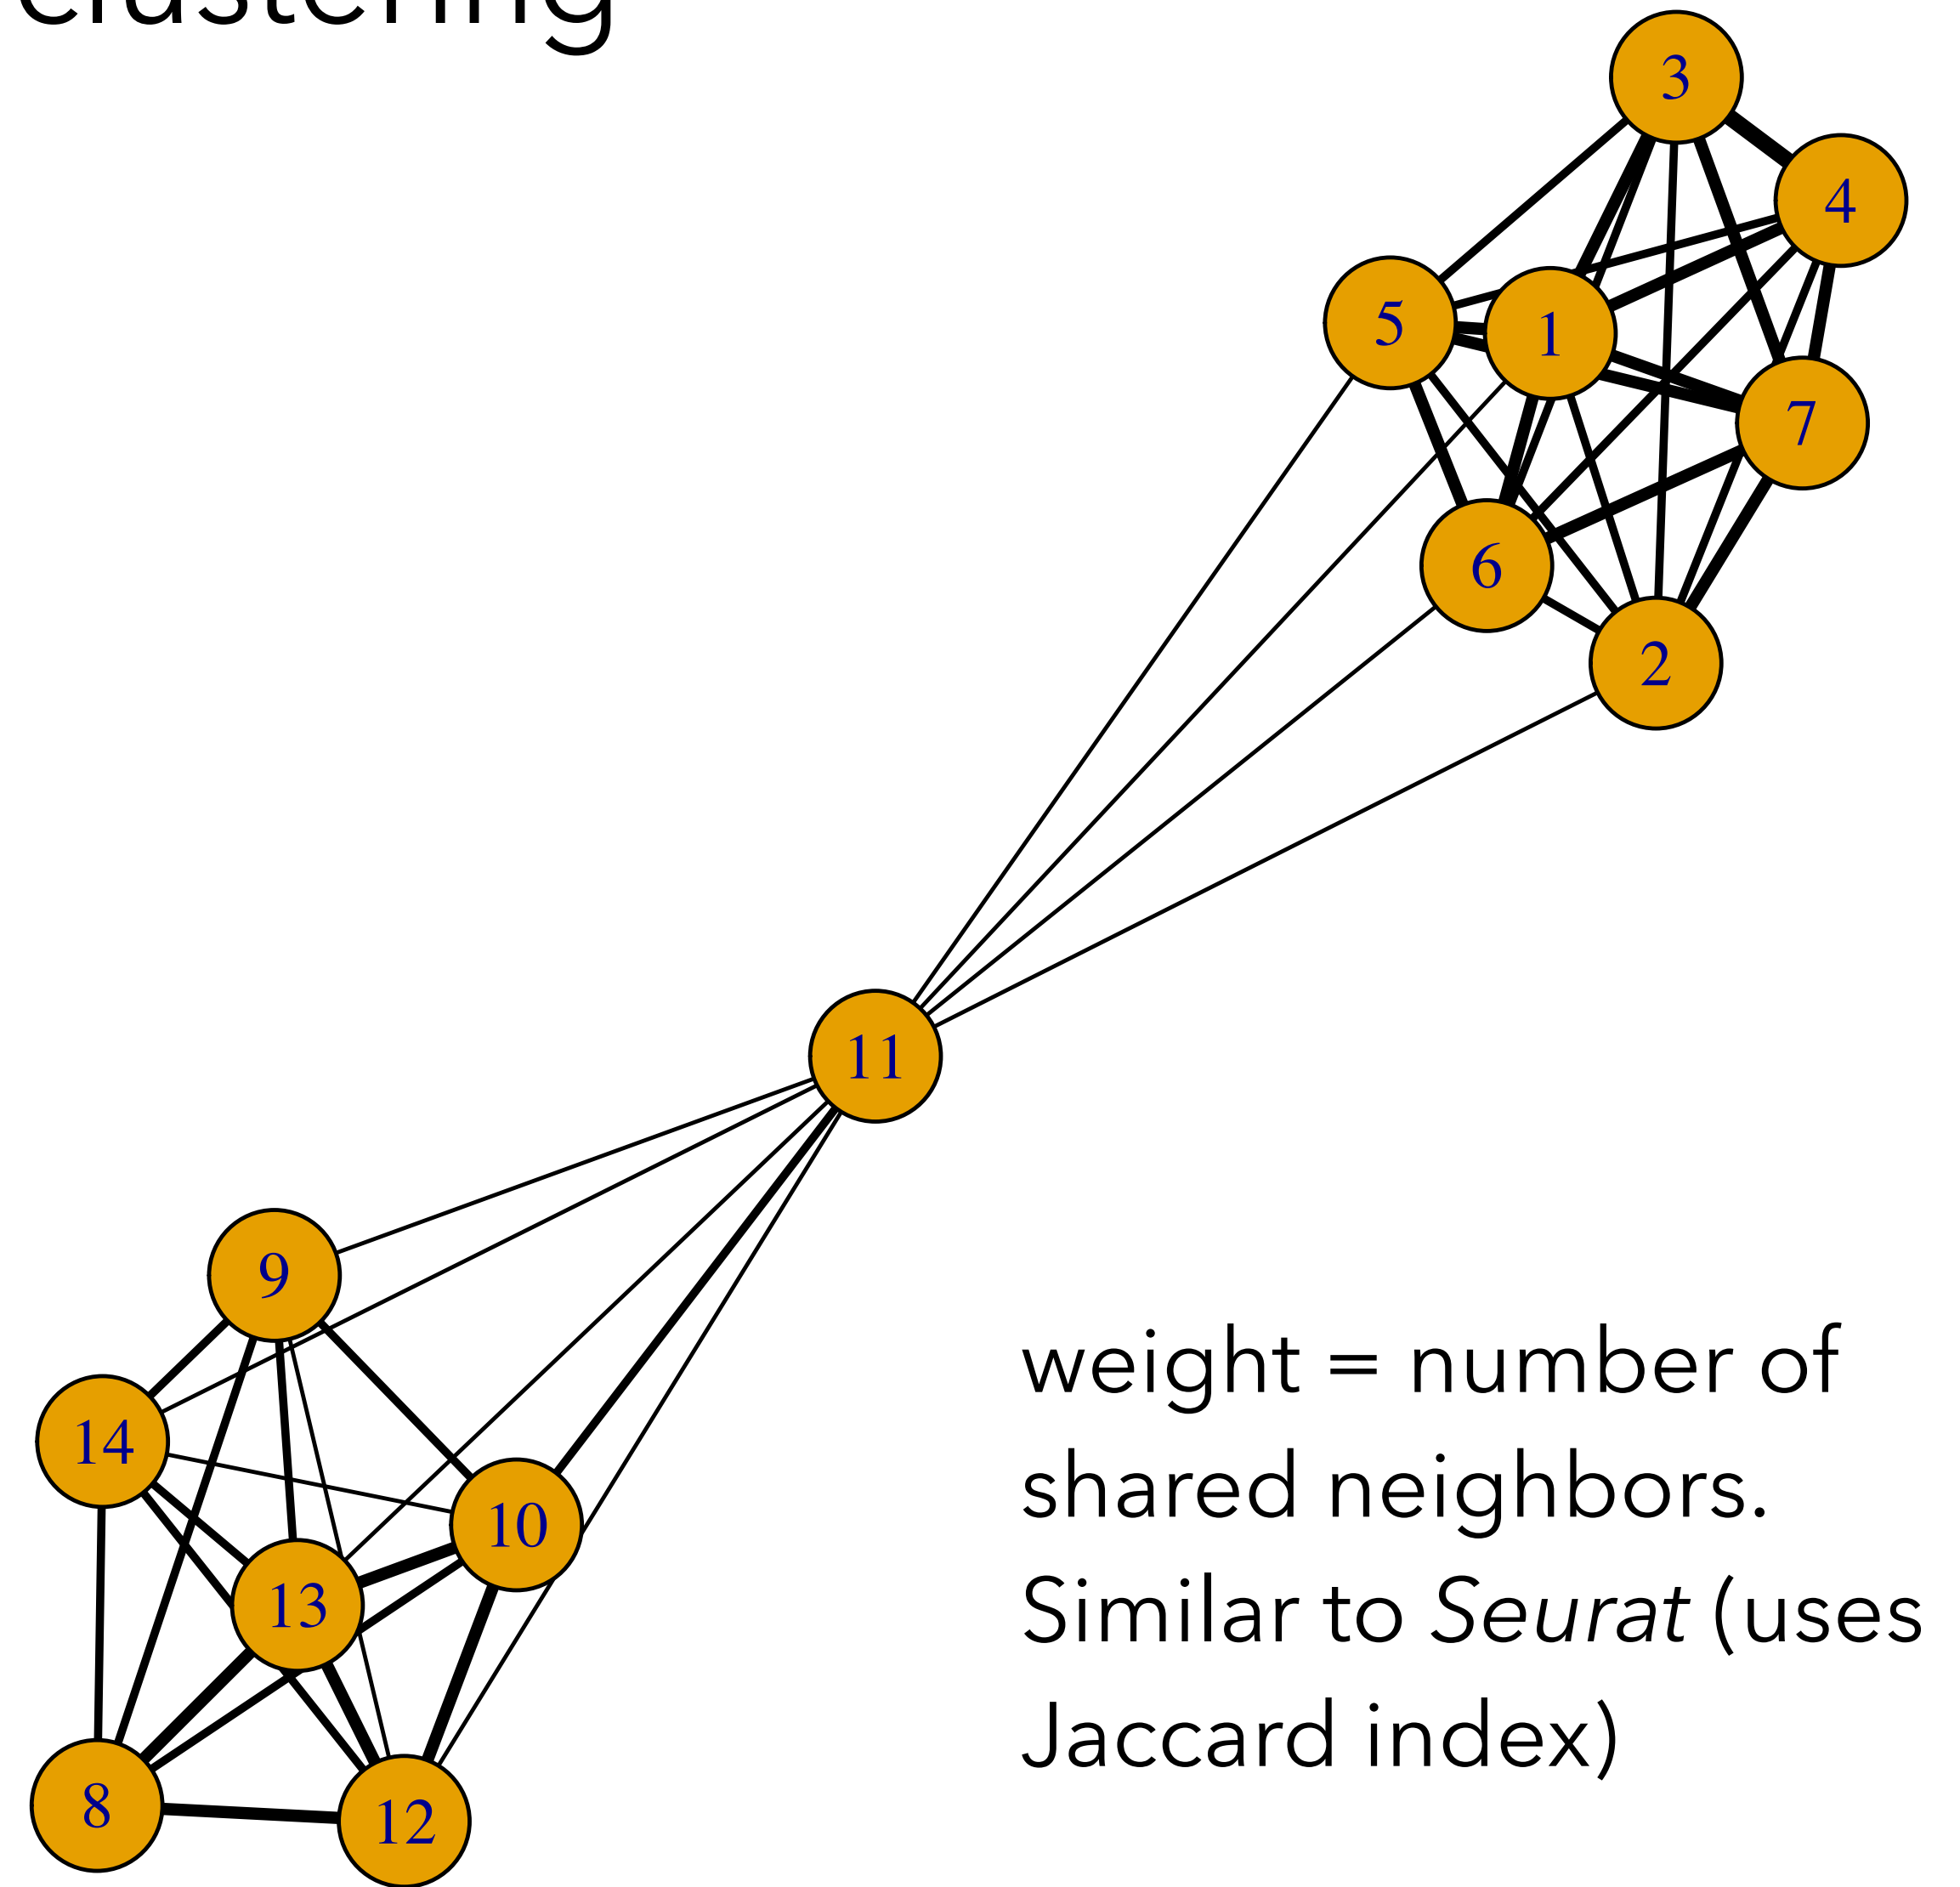 clustering
3
4
5
1
7
6
2
11
9
14
10
13
8
12
weight = number of
shared neighbors.
Similar to Seurat (uses
Jaccard index)